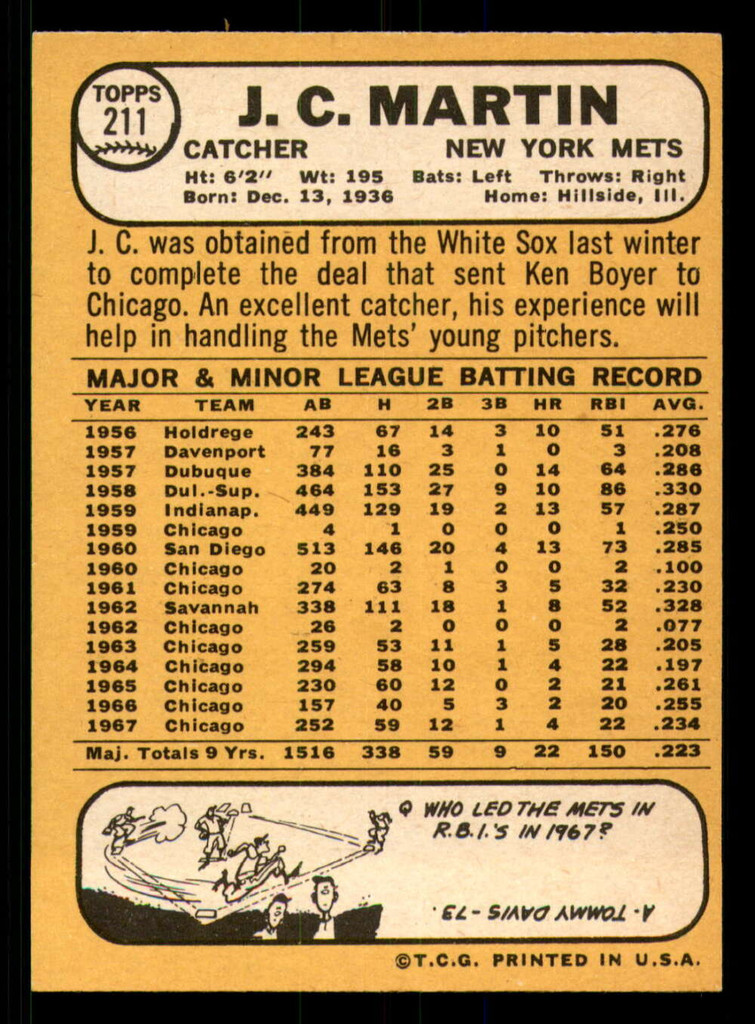 TOPPS
211
J. C. MARTIN
CATCHER NEW YORK METS
Ht: 6'2" Wt: 195 Bats: Left Throws: Right
Born: Dec. 13, 1936 Home: Hillside, Ill.
J. C. was obtained from the White Sox last winter
to complete the deal that sent Ken Boyer to
Chicago. An excellent catcher, his experience will
help in handling the Mets' young pitchers.
MAJOR & MINOR LEAGUE BATTING RECORD
YEAR TEAM AB H 2B 3B HR RBI AVG.
1956 Holdrege 243 67 14 3 10 51 .276
1957 Davenport 77 16 3 1 0 3 .208
1957 Dubuque 384 110 25 0 14 64 .286
1958 Dul.-Sup. 464 153 27 9 10 86 .330
1959 Indianap. 449 129 19 2 13 57 .287
1959 Chicago 4 1 0 0 0 1 .250
1960 San Diego 513 146 20 4 13 73 .285
1960 Chicago 20 2 1 0 0 2 .100
1961 Chicago 274 63 8 3 5 32 .230
1962 Savannah 338 111 18 1 8 52 .328
1962 Chicago 26 2 0 0 0 2 .077
1963 Chicago 259 53 11 1 5 28 .205
1964 Chicago 294 58 10 1 4 22 .197
1965 Chicago 230 60 12 0 2 21 .261
1966 Chicago 157 40 5 3 2 20 .255
1967 Chicago 252 59 12 1 4 22 .234
Maj. Totals 9 Yrs. 1516 338 59 9 22 150 .223
Q WHO LED THE METS IN
R.B.I.'S IN 1967?
A- TOMMY DAVIS - 73.
©T.C.G. PRINTED IN U.S.A.